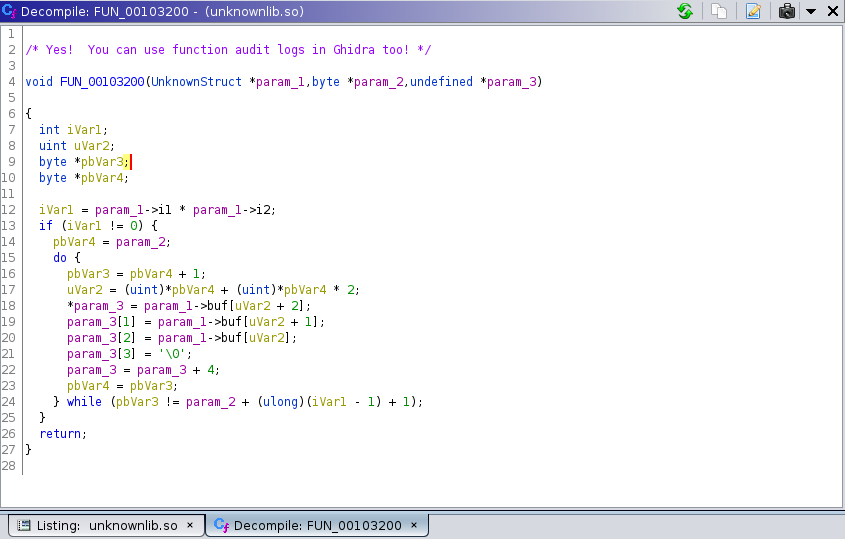 Decompile: FUN_00103200 - (unknownlib.so)
1
2 /* Yes!  You can use function audit logs in Ghidra too! */
3
4 void FUN_00103200(UnknownStruct *param_1,byte *param_2,undefined *param_3)
5
6 {
7   int iVar1;
8   uint uVar2;
9   byte *pbVar3;
10   byte *pbVar4;
11
12   iVar1 = param_1->i1 * param_1->i2;
13   if (iVar1 != 0) {
14     pbVar4 = param_2;
15     do {
16       pbVar3 = pbVar4 + 1;
17       uVar2 = (uint)*pbVar4 + (uint)*pbVar4 * 2;
18       *param_3 = param_1->buf[uVar2 + 2];
19       param_3[1] = param_1->buf[uVar2 + 1];
20       param_3[2] = param_1->buf[uVar2];
21       param_3[3] = '\0';
22       param_3 = param_3 + 4;
23       pbVar4 = pbVar3;
24     } while (pbVar3 != param_2 + (ulong)(iVar1 - 1) + 1);
25   }
26   return;
27 }
28
Listing:  unknownlib.so × Decompile: FUN_00103200 ×